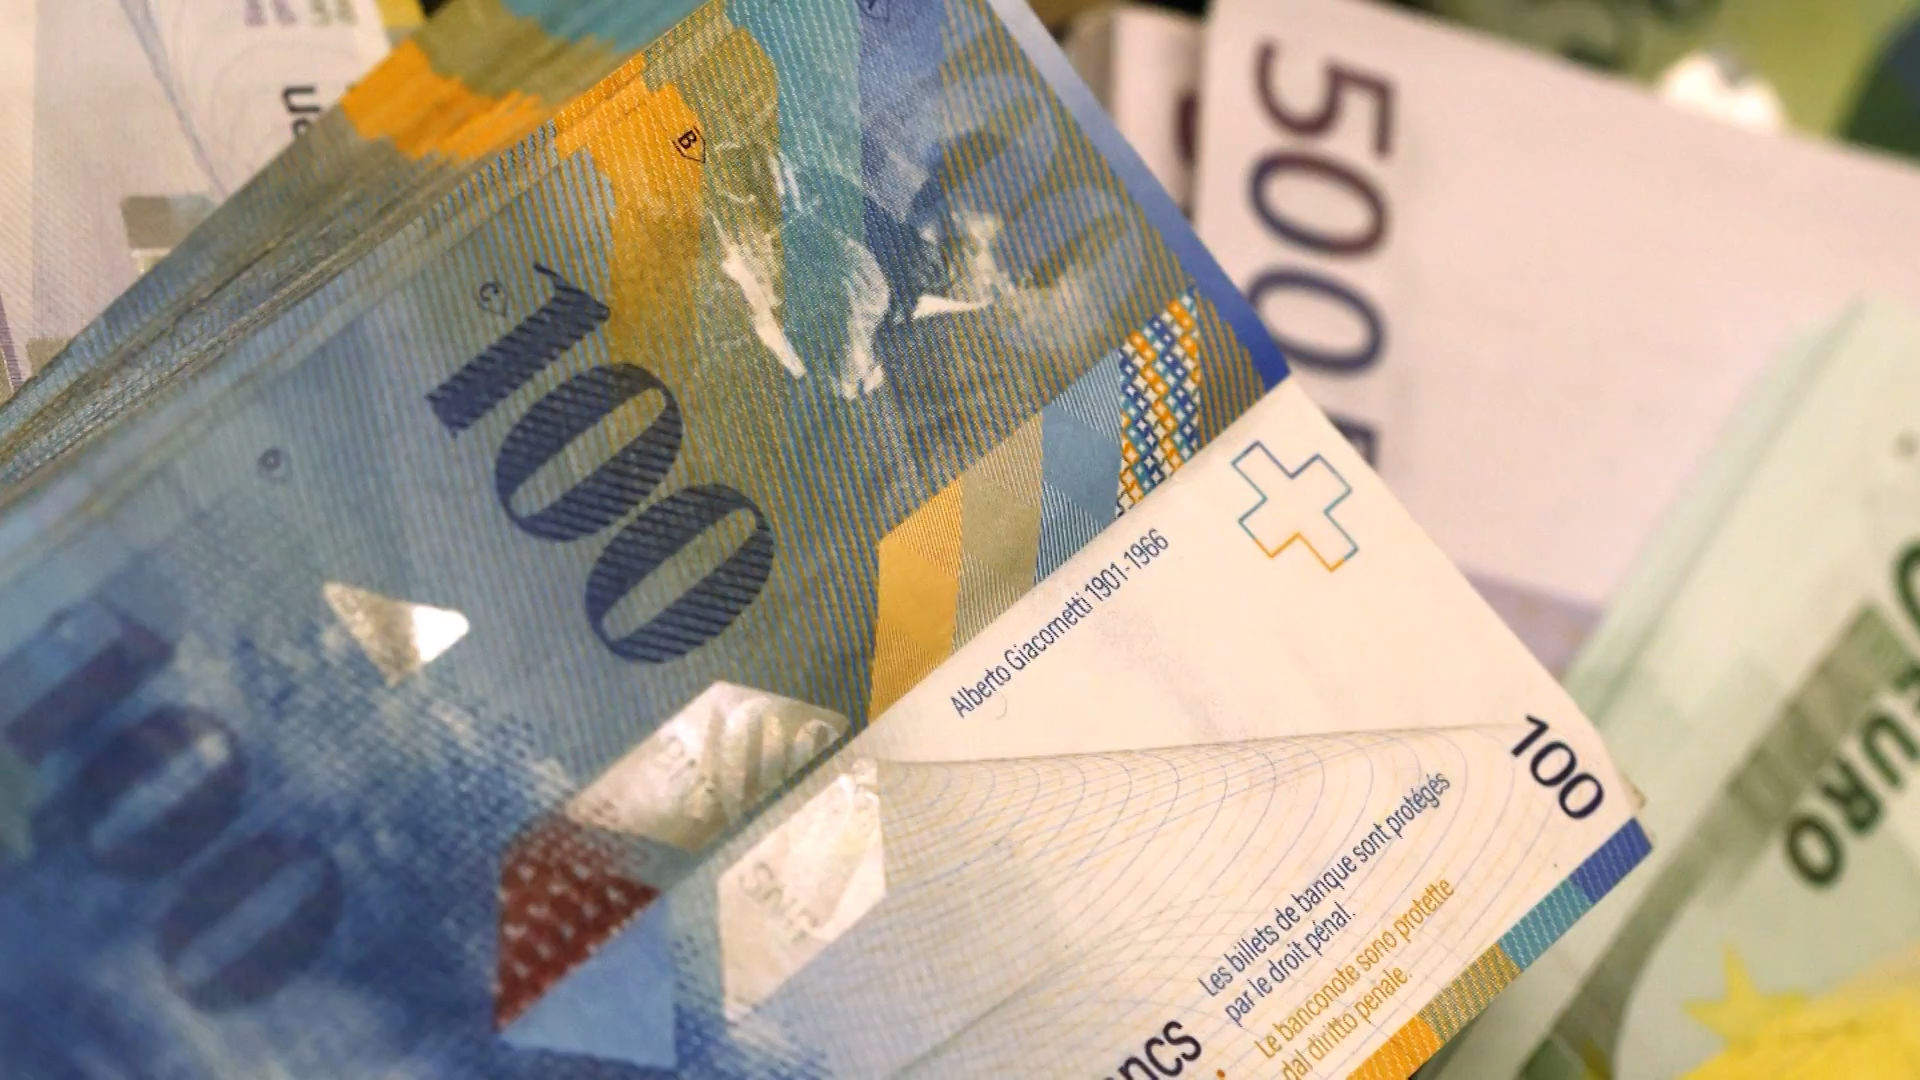 B
C
100
100
Alberto Giacometti 1901-1966
100
Les billets de banque sont protégés
par le droit pénal.
Le banconote sono protette
dal diritto penale.
500
EURO